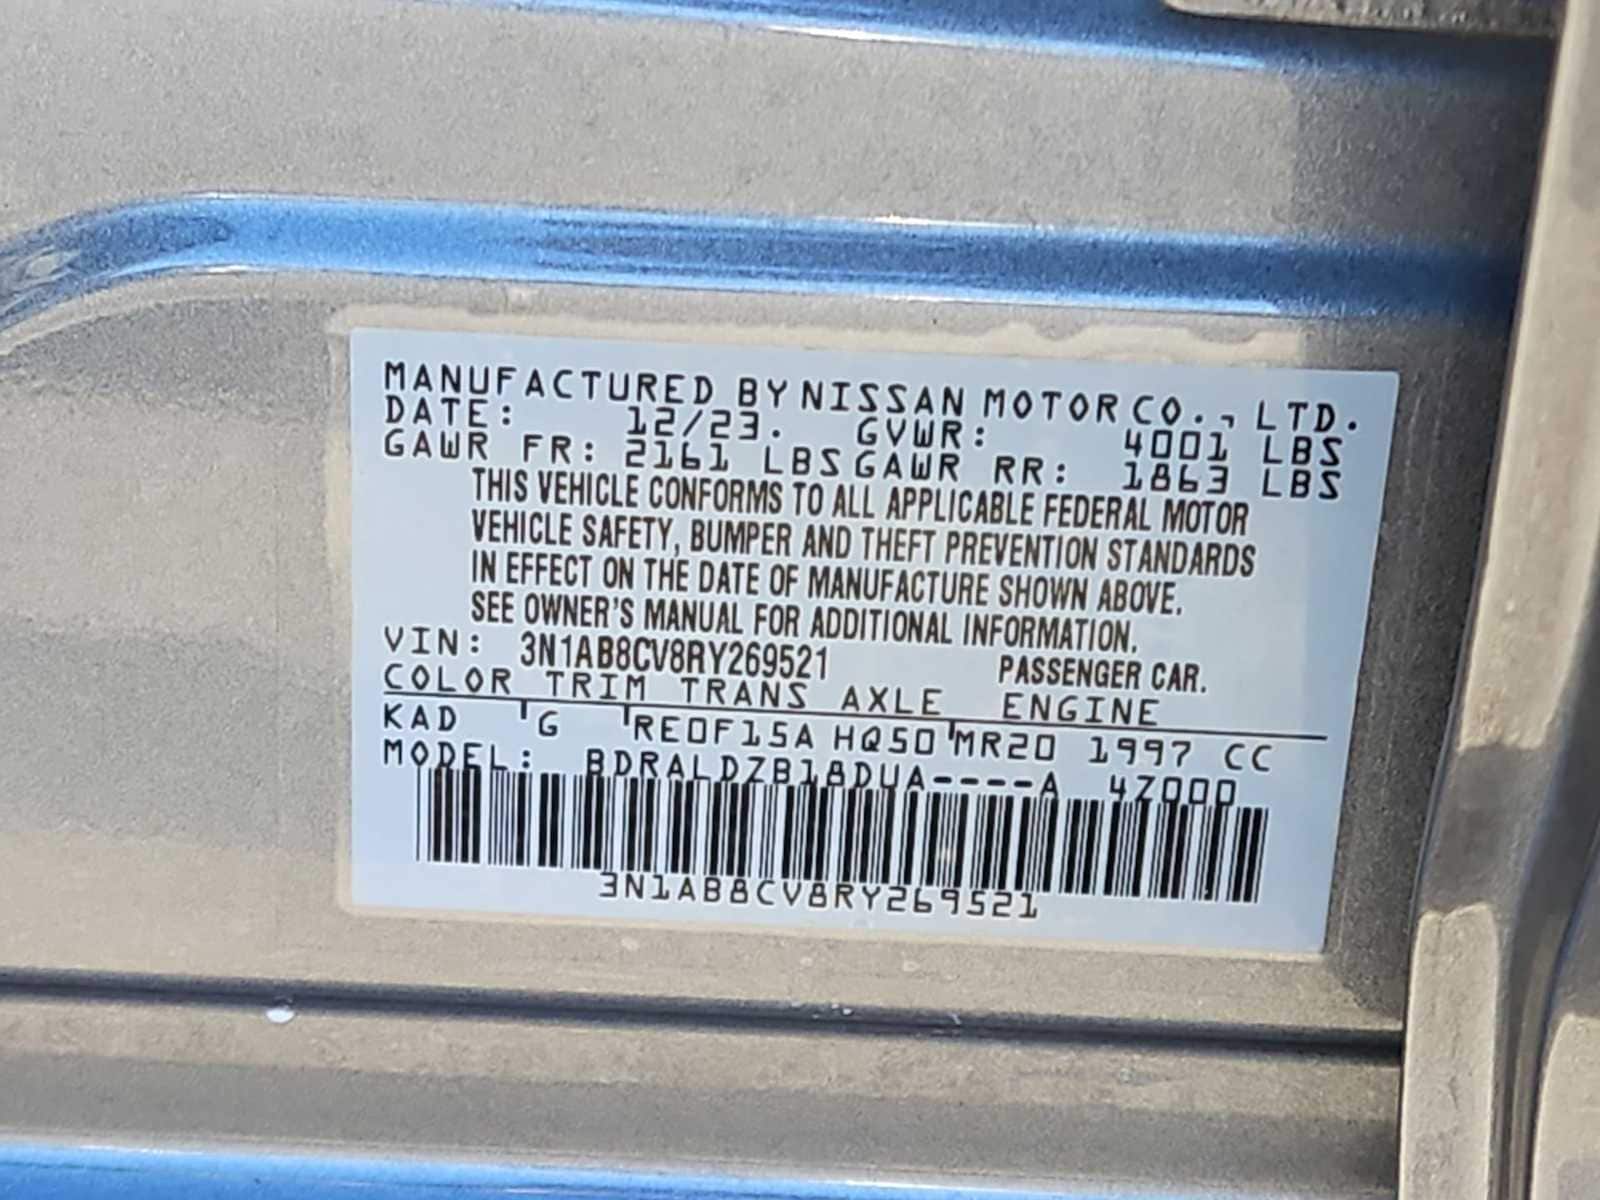 MANUFACTURED BY NISSAN MOTOR CO., LTD.
DATE: 12/23. GVWR: 4001 LBS
GAWR FR: 2161 LBS GAWR RR: 1863 LBS
THIS VEHICLE CONFORMS TO ALL APPLICABLE FEDERAL MOTOR
VEHICLE SAFETY, BUMPER AND THEFT PREVENTION STANDARDS
IN EFFECT ON THE DATE OF MANUFACTURE SHOWN ABOVE.
SEE OWNER'S MANUAL FOR ADDITIONAL INFORMATION.
VIN: 3N1AB8CV8RY269521 PASSENGER CAR.
COLOR TRIM TRANS AXLE ENGINE
KAD G RE0F15A HQ50 MR20 1997 CC
MODEL: BDRALDZB18DUA----A 4Z000
3N1AB8CV8RY269521